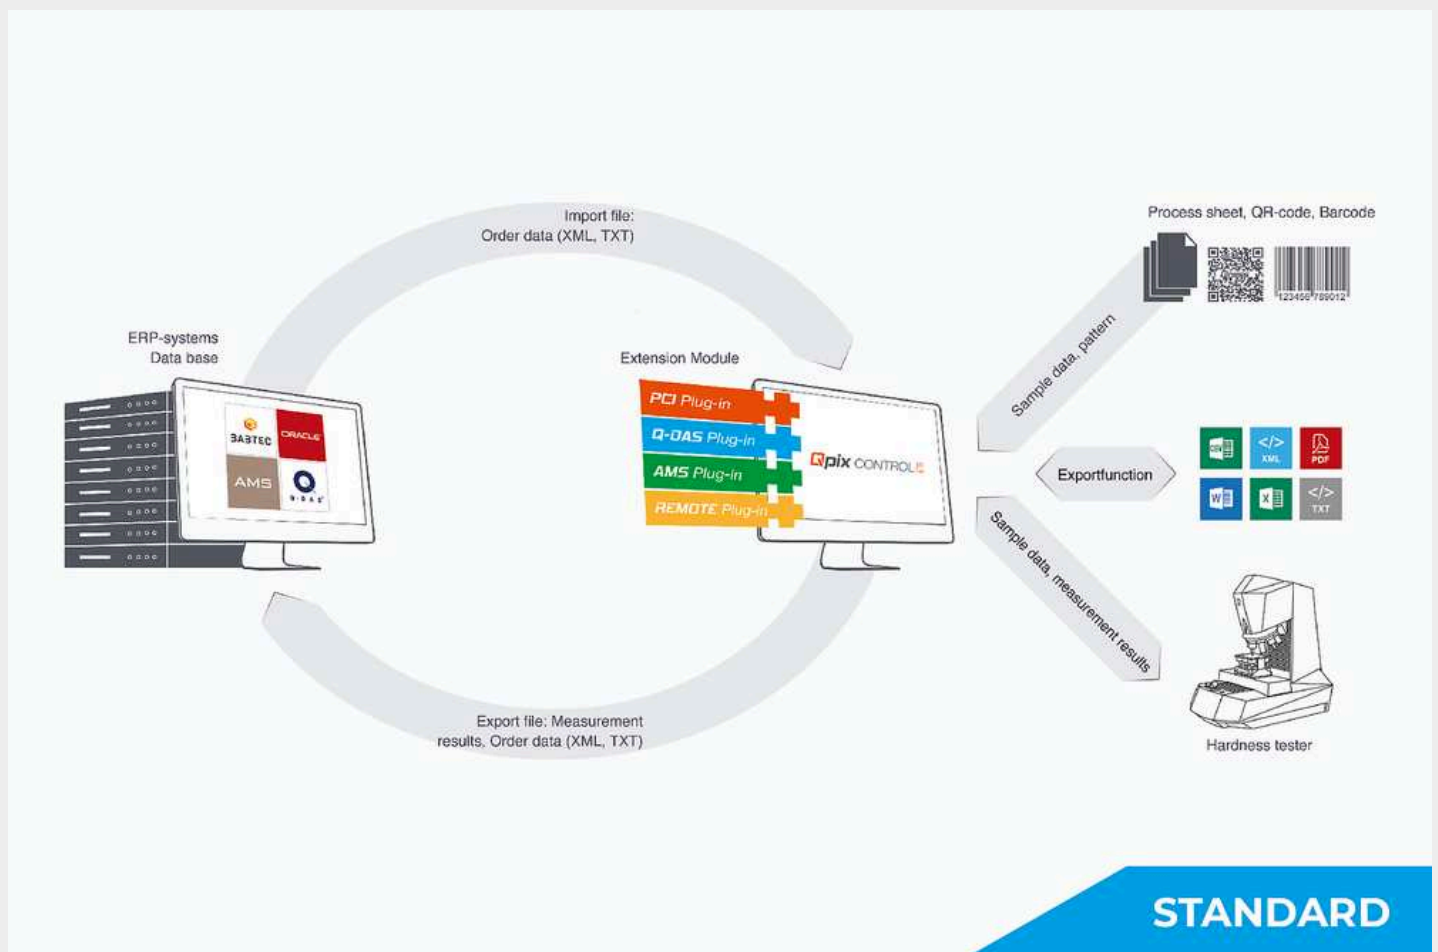 Import file:
Order data (XML, TXT)
Process sheet, QR-code, Barcode
123456 789012
ERP-systems
Data base
BABTEC
ORACLE
AMS
Q-DAS
Extension Module
PCI Plug-in
Q-DAS Plug-in
AMS Plug-in
REMOTE Plug-in
Qpix CONTROL
Sample data, pattern
Exportfunction
CSV
</>
XML
PDF
W
X
</>
TXT
Sample data, measurement results
Hardness tester
Export file: Measurement
results, Order data (XML, TXT)
STANDARD